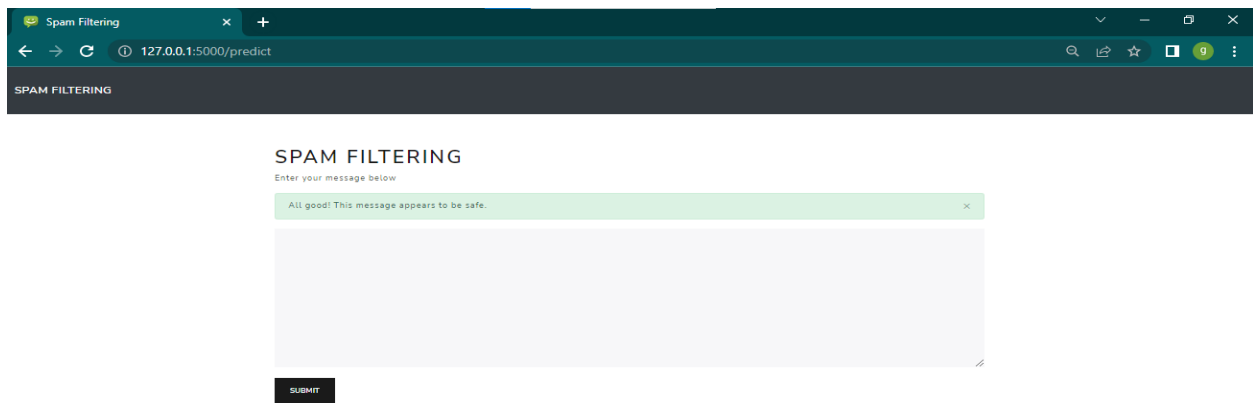 Spam Filtering
127.0.0.1:5000/predict
g
SPAM FILTERING
SPAM FILTERING
Enter your message below
All good! This message appears to be safe.
SUBMIT